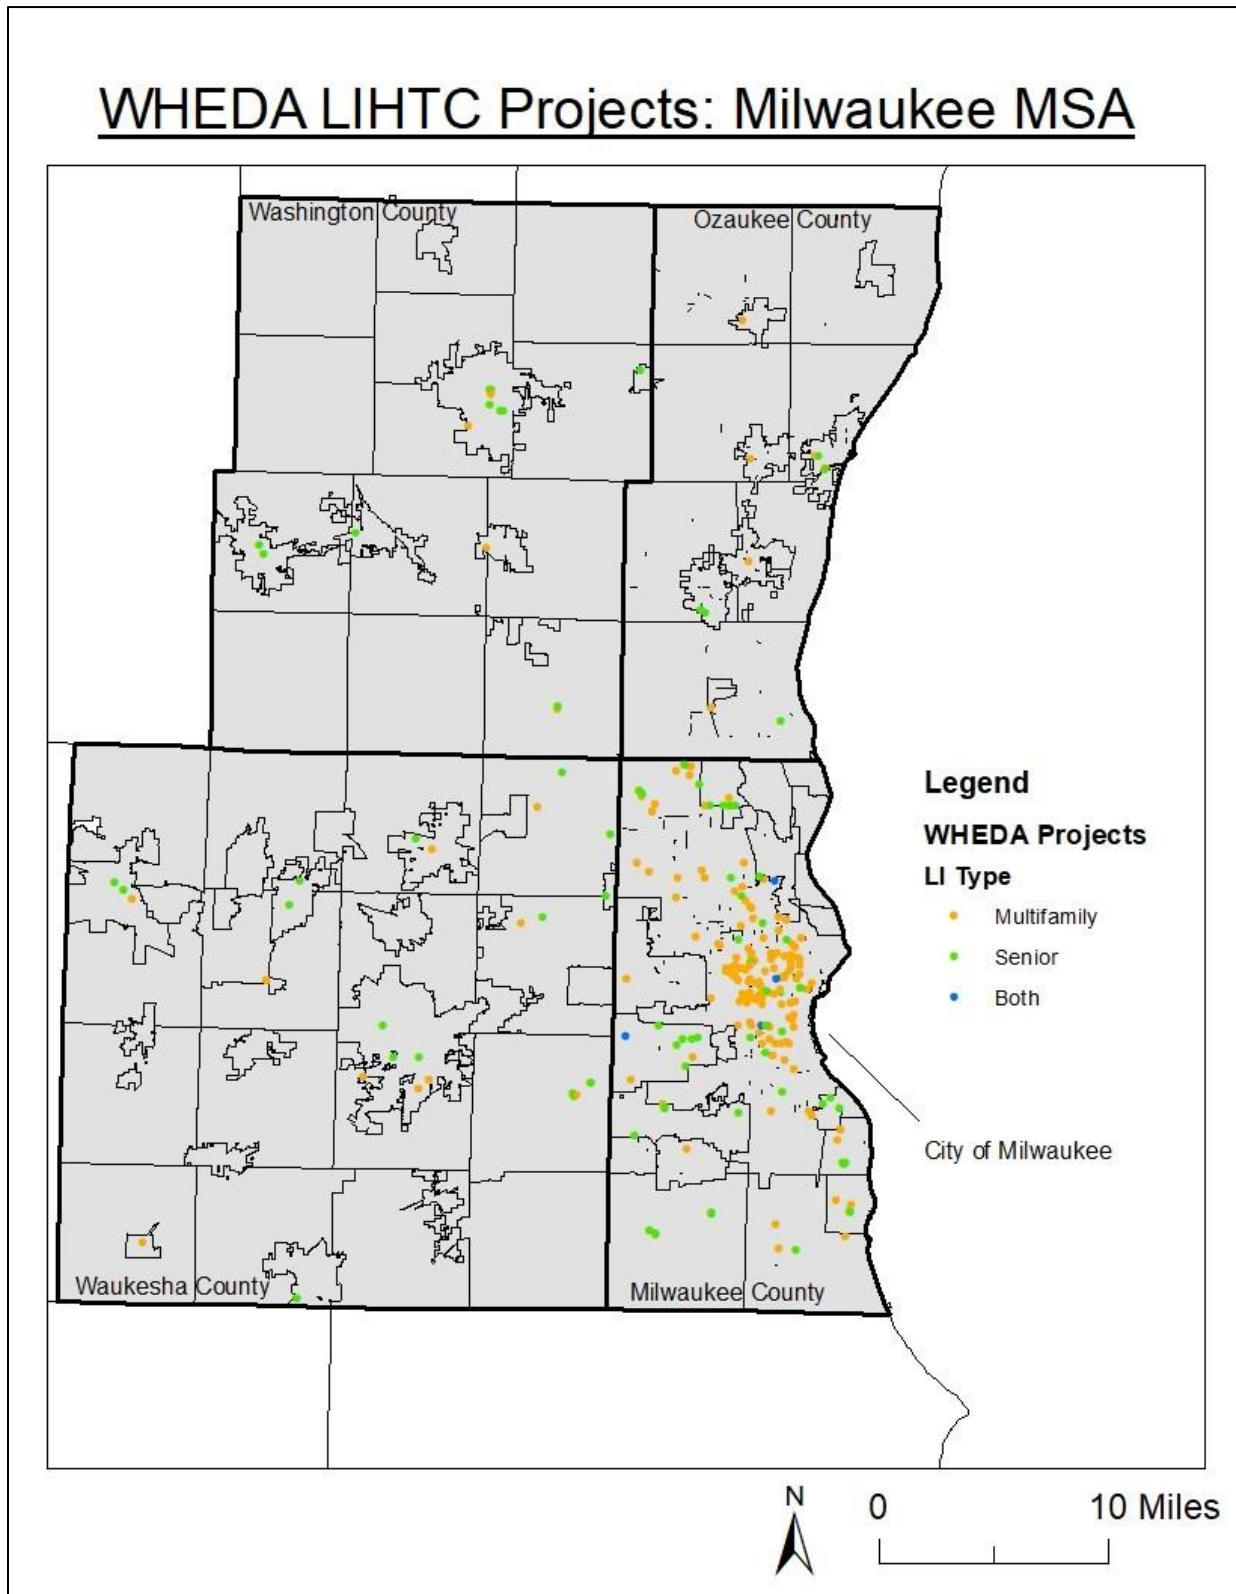 WHEDA LIHTC Projects: Milwaukee MSA
Washington County
Ozaukee County
Legend
WHEDA Projects
LI Type
Multifamily
Senior
Both
City of Milwaukee
Waukesha County
Milwaukee County
N
0
10 Miles